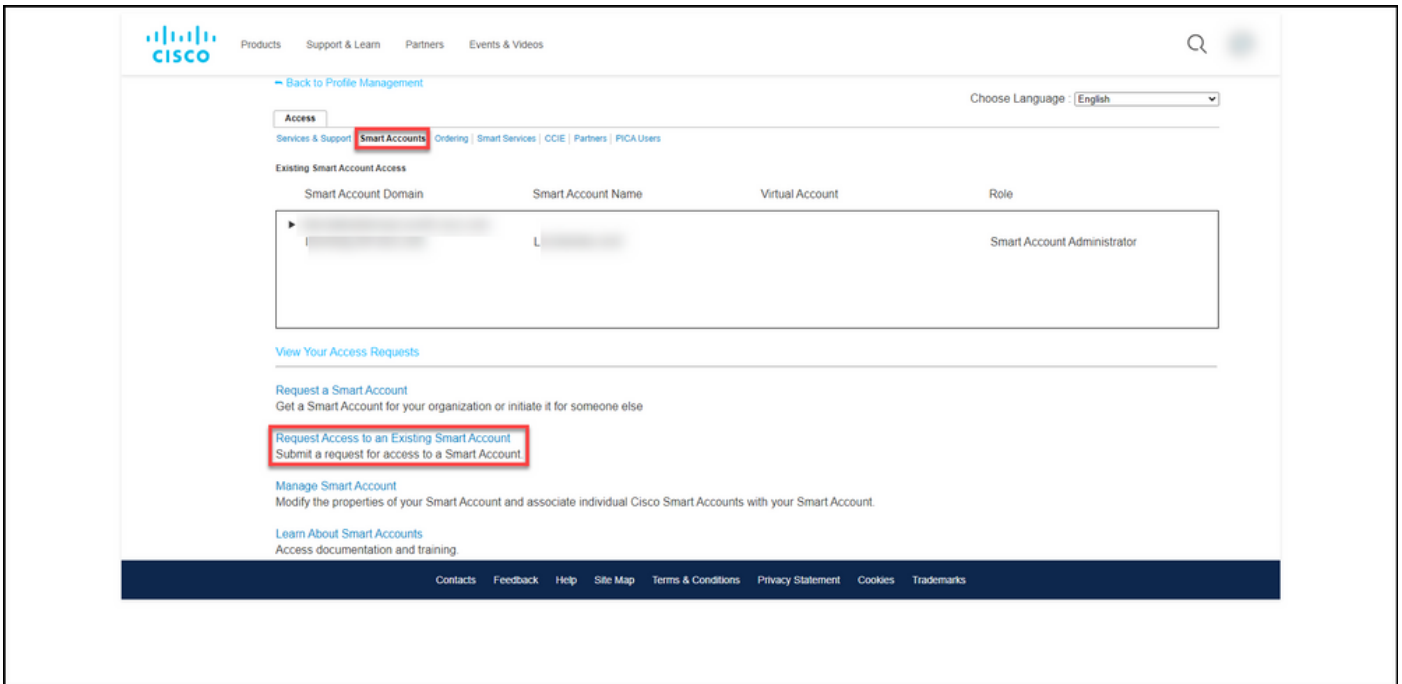 CISCO
Products Support & Learn Partners Events & Videos
Back to Profile Management
Choose Language : English
Access
Services & Support | Smart Accounts | Ordering | Smart Services | CCIE | Partners | PICA Users
Existing Smart Account Access
Smart Account Domain Smart Account Name Virtual Account Role
L Smart Account Administrator
View Your Access Requests
Request a Smart Account
Get a Smart Account for your organization or initiate it for someone else
Request Access to an Existing Smart Account
Submit a request for access to a Smart Account.
Manage Smart Account
Modify the properties of your Smart Account and associate individual Cisco Smart Accounts with your Smart Account.
Learn About Smart Accounts
Access documentation and training.
Contacts Feedback Help Site Map Terms & Conditions Privacy Statement Cookies Trademarks